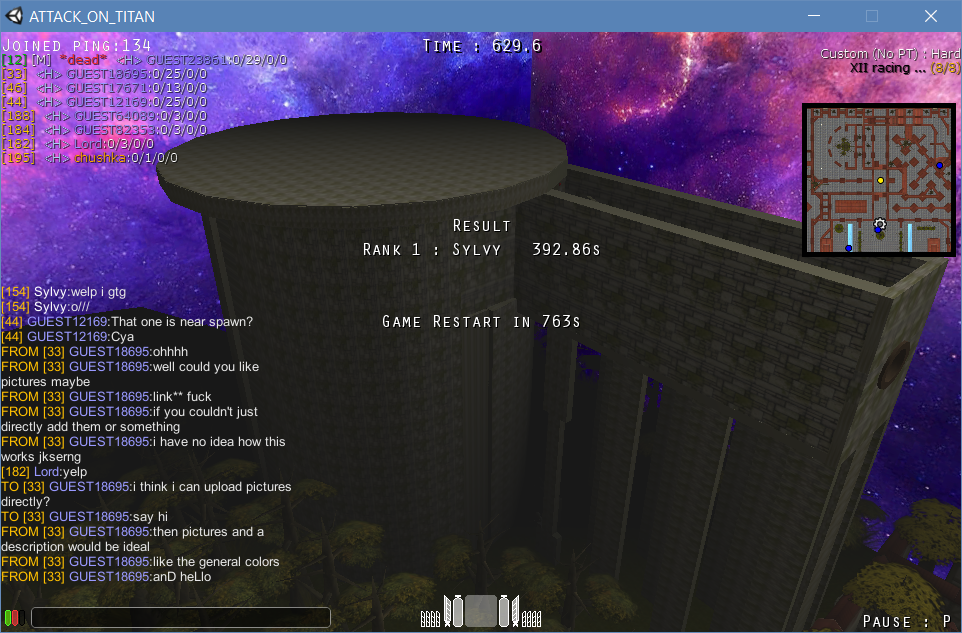 ATTACK_ON_TITAN
Joined ping:134
Time : 629.6
Custom (No PT) : Hard
XII racing ... (8/8)
[12] [M] *dead* <H> GUEST23861:0/29/0/0
[33] <H> GUEST18695:0/25/0/0
[46] <H> GUEST17671:0/13/0/0
[44] <H> GUEST12169:0/25/0/0
[188] <H> GUEST64089:0/3/0/0
[184] <H> GUEST82353:0/3/0/0
[182] <H> Lord:0/3/0/0
[195] <H> dhushka:0/1/0/0
Result
Rank 1 : Sylvy 392.86s
Game Restart in 763s
[154] Sylvy:welp i gtg
[154] Sylvy:o///
[44] GUEST12169:That one is near spawn?
[44] GUEST12169:Cya
FROM [33] GUEST18695:ohhhh
FROM [33] GUEST18695:well could you like
pictures maybe
FROM [33] GUEST18695:link** fuck
FROM [33] GUEST18695:if you couldn't just
directly add them or something
FROM [33] GUEST18695:i have no idea how this
works jkserng
[182] Lord:yelp
TO [33] GUEST18695:i think i can upload pictures
directly?
TO [33] GUEST18695:say hi
FROM [33] GUEST18695:then pictures and a
description would be ideal
FROM [33] GUEST18695:like the general colors
FROM [33] GUEST18695:anD heLlo
Pause : P